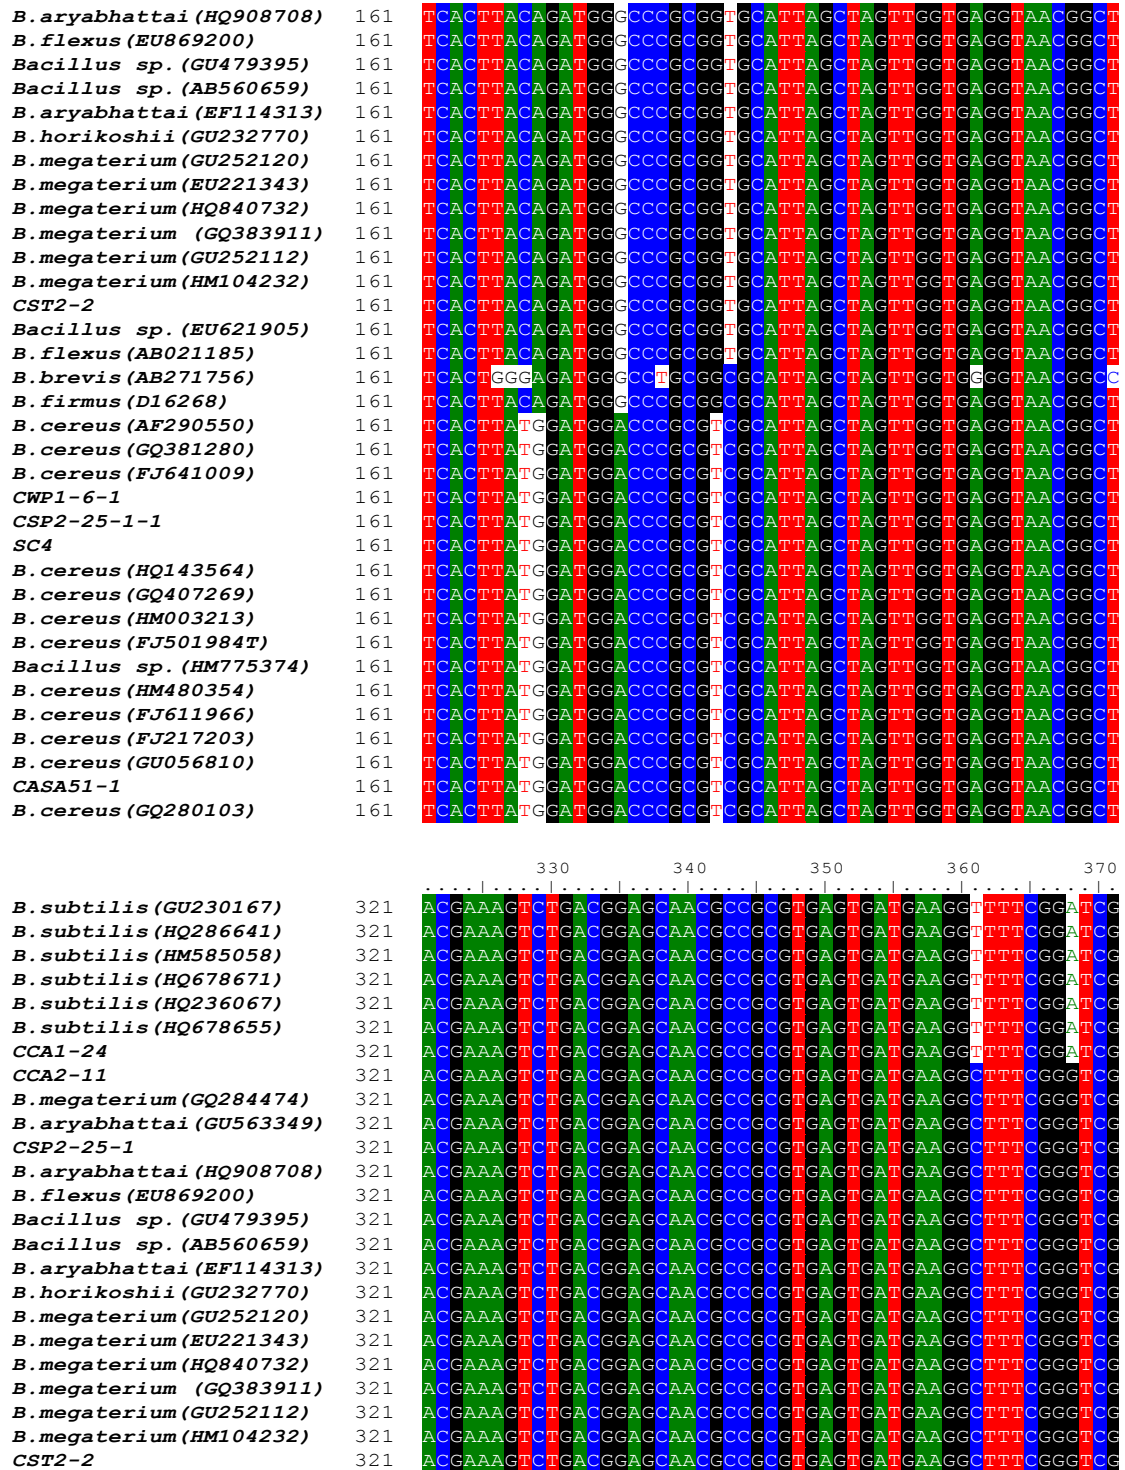 B.aryabhattai(HQ908708) 161 TCACTTACAGATGGGCCCGCGGTGCATTAGCTAGTTGGTGAGGTAACGGCT
B.flexus(EU869200) 161 TCACTTACAGATGGGCCCGCGGTGCATTAGCTAGTTGGTGAGGTAACGGCT
Bacillus sp.(GU479395) 161 TCACTTACAGATGGGCCCGCGGTGCATTAGCTAGTTGGTGAGGTAACGGCT
Bacillus sp.(AB560659) 161 TCACTTACAGATGGGCCCGCGGTGCATTAGCTAGTTGGTGAGGTAACGGCT
B.aryabhattai(EF114313) 161 TCACTTACAGATGGGCCCGCGGTGCATTAGCTAGTTGGTGAGGTAACGGCT
B.horikoshii(GU232770) 161 TCACTTACAGATGGGCCCGCGGTGCATTAGCTAGTTGGTGAGGTAACGGCT
B.megaterium(GU252120) 161 TCACTTACAGATGGGCCCGCGGTGCATTAGCTAGTTGGTGAGGTAACGGCT
B.megaterium(EU221343) 161 TCACTTACAGATGGGCCCGCGGTGCATTAGCTAGTTGGTGAGGTAACGGCT
B.megaterium(HQ840732) 161 TCACTTACAGATGGGCCCGCGGTGCATTAGCTAGTTGGTGAGGTAACGGCT
B.megaterium (GQ383911) 161 TCACTTACAGATGGGCCCGCGGTGCATTAGCTAGTTGGTGAGGTAACGGCT
B.megaterium(GU252112) 161 TCACTTACAGATGGGCCCGCGGTGCATTAGCTAGTTGGTGAGGTAACGGCT
B.megaterium(HM104232) 161 TCACTTACAGATGGGCCCGCGGTGCATTAGCTAGTTGGTGAGGTAACGGCT
CST2-2 161 TCACTTACAGATGGGCCCGCGGTGCATTAGCTAGTTGGTGAGGTAACGGCT
Bacillus sp.(EU621905) 161 TCACTTACAGATGGGCCCGCGGTGCATTAGCTAGTTGGTGAGGTAACGGCT
B.flexus(AB021185) 161 TCACTTACAGATGGGCCCGCGGTGCATTAGCTAGTTGGTGAGGTAACGGCT
B.brevis(AB271756) 161 TCACTGGGAGATGGGCCTGCGGCGCATTAGCTAGTTGGTGGGGTAACGGCC
B.firmus(D16268) 161 TCACTTACAGATGGGCCCGCGGCGCATTAGCTAGTTGGTGAGGTAACGGCT
B.cereus(AF290550) 161 TCACTTATGGATGGACCCGCGTCGCATTAGCTAGTTGGTGAGGTAACGGCT
B.cereus(GQ381280) 161 TCACTTATGGATGGACCCGCGTCGCATTAGCTAGTTGGTGAGGTAACGGCT
B.cereus(FJ641009) 161 TCACTTATGGATGGACCCGCGTCGCATTAGCTAGTTGGTGAGGTAACGGCT
CWP1-6-1 161 TCACTTATGGATGGACCCGCGTCGCATTAGCTAGTTGGTGAGGTAACGGCT
CSP2-25-1-1 161 TCACTTATGGATGGACCCGCGTCGCATTAGCTAGTTGGTGAGGTAACGGCT
SC4 161 TCACTTATGGATGGACCCGCGTCGCATTAGCTAGTTGGTGAGGTAACGGCT
B.cereus(HQ143564) 161 TCACTTATGGATGGACCCGCGTCGCATTAGCTAGTTGGTGAGGTAACGGCT
B.cereus(GQ407269) 161 TCACTTATGGATGGACCCGCGTCGCATTAGCTAGTTGGTGAGGTAACGGCT
B.cereus(HM003213) 161 TCACTTATGGATGGACCCGCGTCGCATTAGCTAGTTGGTGAGGTAACGGCT
B.cereus(FJ501984T) 161 TCACTTATGGATGGACCCGCGTCGCATTAGCTAGTTGGTGAGGTAACGGCT
Bacillus sp.(HM775374) 161 TCACTTATGGATGGACCCGCGTCGCATTAGCTAGTTGGTGAGGTAACGGCT
B.cereus(HM480354) 161 TCACTTATGGATGGACCCGCGTCGCATTAGCTAGTTGGTGAGGTAACGGCT
B.cereus(FJ611966) 161 TCACTTATGGATGGACCCGCGTCGCATTAGCTAGTTGGTGAGGTAACGGCT
B.cereus(FJ217203) 161 TCACTTATGGATGGACCCGCGTCGCATTAGCTAGTTGGTGAGGTAACGGCT
B.cereus(GU056810) 161 TCACTTATGGATGGACCCGCGTCGCATTAGCTAGTTGGTGAGGTAACGGCT
CASA51-1 161 TCACTTATGGATGGACCCGCGTCGCATTAGCTAGTTGGTGAGGTAACGGCT
B.cereus(GQ280103) 161 TCACTTATGGATGGACCCGCGTCGCATTAGCTAGTTGGTGAGGTAACGGCT
330 340 350 360 370
B.subtilis(GU230167) 321 ACGAAAGTCTGACGGAGCAACGCCGCGTGAGTGATGAAGGTTTTCGGATCG
B.subtilis(HQ286641) 321 ACGAAAGTCTGACGGAGCAACGCCGCGTGAGTGATGAAGGTTTTCGGATCG
B.subtilis(HM585058) 321 ACGAAAGTCTGACGGAGCAACGCCGCGTGAGTGATGAAGGTTTTCGGATCG
B.subtilis(HQ678671) 321 ACGAAAGTCTGACGGAGCAACGCCGCGTGAGTGATGAAGGTTTTCGGATCG
B.subtilis(HQ236067) 321 ACGAAAGTCTGACGGAGCAACGCCGCGTGAGTGATGAAGGTTTTCGGATCG
B.subtilis(HQ678655) 321 ACGAAAGTCTGACGGAGCAACGCCGCGTGAGTGATGAAGGTTTTCGGATCG
CCA1-24 321 ACGAAAGTCTGACGGAGCAACGCCGCGTGAGTGATGAAGGTTTTCGGATCG
CCA2-11 321 ACGAAAGTCTGACGGAGCAACGCCGCGTGAGTGATGAAGGCTTTCGGGTCG
B.megaterium(GQ284474) 321 ACGAAAGTCTGACGGAGCAACGCCGCGTGAGTGATGAAGGCTTTCGGGTCG
B.aryabhattai(GU563349) 321 ACGAAAGTCTGACGGAGCAACGCCGCGTGAGTGATGAAGGCTTTCGGGTCG
CSP2-25-1 321 ACGAAAGTCTGACGGAGCAACGCCGCGTGAGTGATGAAGGCTTTCGGGTCG
B.aryabhattai(HQ908708) 321 ACGAAAGTCTGACGGAGCAACGCCGCGTGAGTGATGAAGGCTTTCGGGTCG
B.flexus(EU869200) 321 ACGAAAGTCTGACGGAGCAACGCCGCGTGAGTGATGAAGGCTTTCGGGTCG
Bacillus sp.(GU479395) 321 ACGAAAGTCTGACGGAGCAACGCCGCGTGAGTGATGAAGGCTTTCGGGTCG
Bacillus sp.(AB560659) 321 ACGAAAGTCTGACGGAGCAACGCCGCGTGAGTGATGAAGGCTTTCGGGTCG
B.aryabhattai(EF114313) 321 ACGAAAGTCTGACGGAGCAACGCCGCGTGAGTGATGAAGGCTTTCGGGTCG
B.horikoshii(GU232770) 321 ACGAAAGTCTGACGGAGCAACGCCGCGTGAGTGATGAAGGCTTTCGGGTCG
B.megaterium(GU252120) 321 ACGAAAGTCTGACGGAGCAACGCCGCGTGAGTGATGAAGGCTTTCGGGTCG
B.megaterium(EU221343) 321 ACGAAAGTCTGACGGAGCAACGCCGCGTGAGTGATGAAGGCTTTCGGGTCG
B.megaterium(HQ840732) 321 ACGAAAGTCTGACGGAGCAACGCCGCGTGAGTGATGAAGGCTTTCGGGTCG
B.megaterium (GQ383911) 321 ACGAAAGTCTGACGGAGCAACGCCGCGTGAGTGATGAAGGCTTTCGGGTCG
B.megaterium(GU252112) 321 ACGAAAGTCTGACGGAGCAACGCCGCGTGAGTGATGAAGGCTTTCGGGTCG
B.megaterium(HM104232) 321 ACGAAAGTCTGACGGAGCAACGCCGCGTGAGTGATGAAGGCTTTCGGGTCG
CST2-2 321 ACGAAAGTCTGACGGAGCAACGCCGCGTGAGTGATGAAGGCTTTCGGGTCG